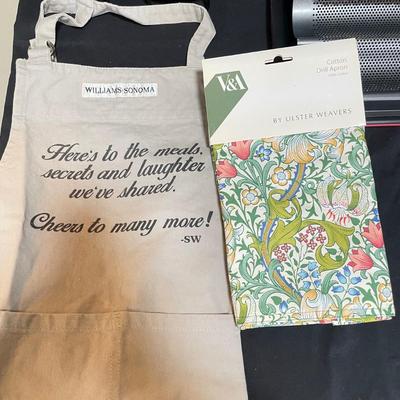 WILLIAMS-SONOMA
Here's to the meals,
secrets and laughter
we've shared.
Cheers to many more!
-SW
V&A
Cotton
Drill Apron
BY ULSTER WEAVERS